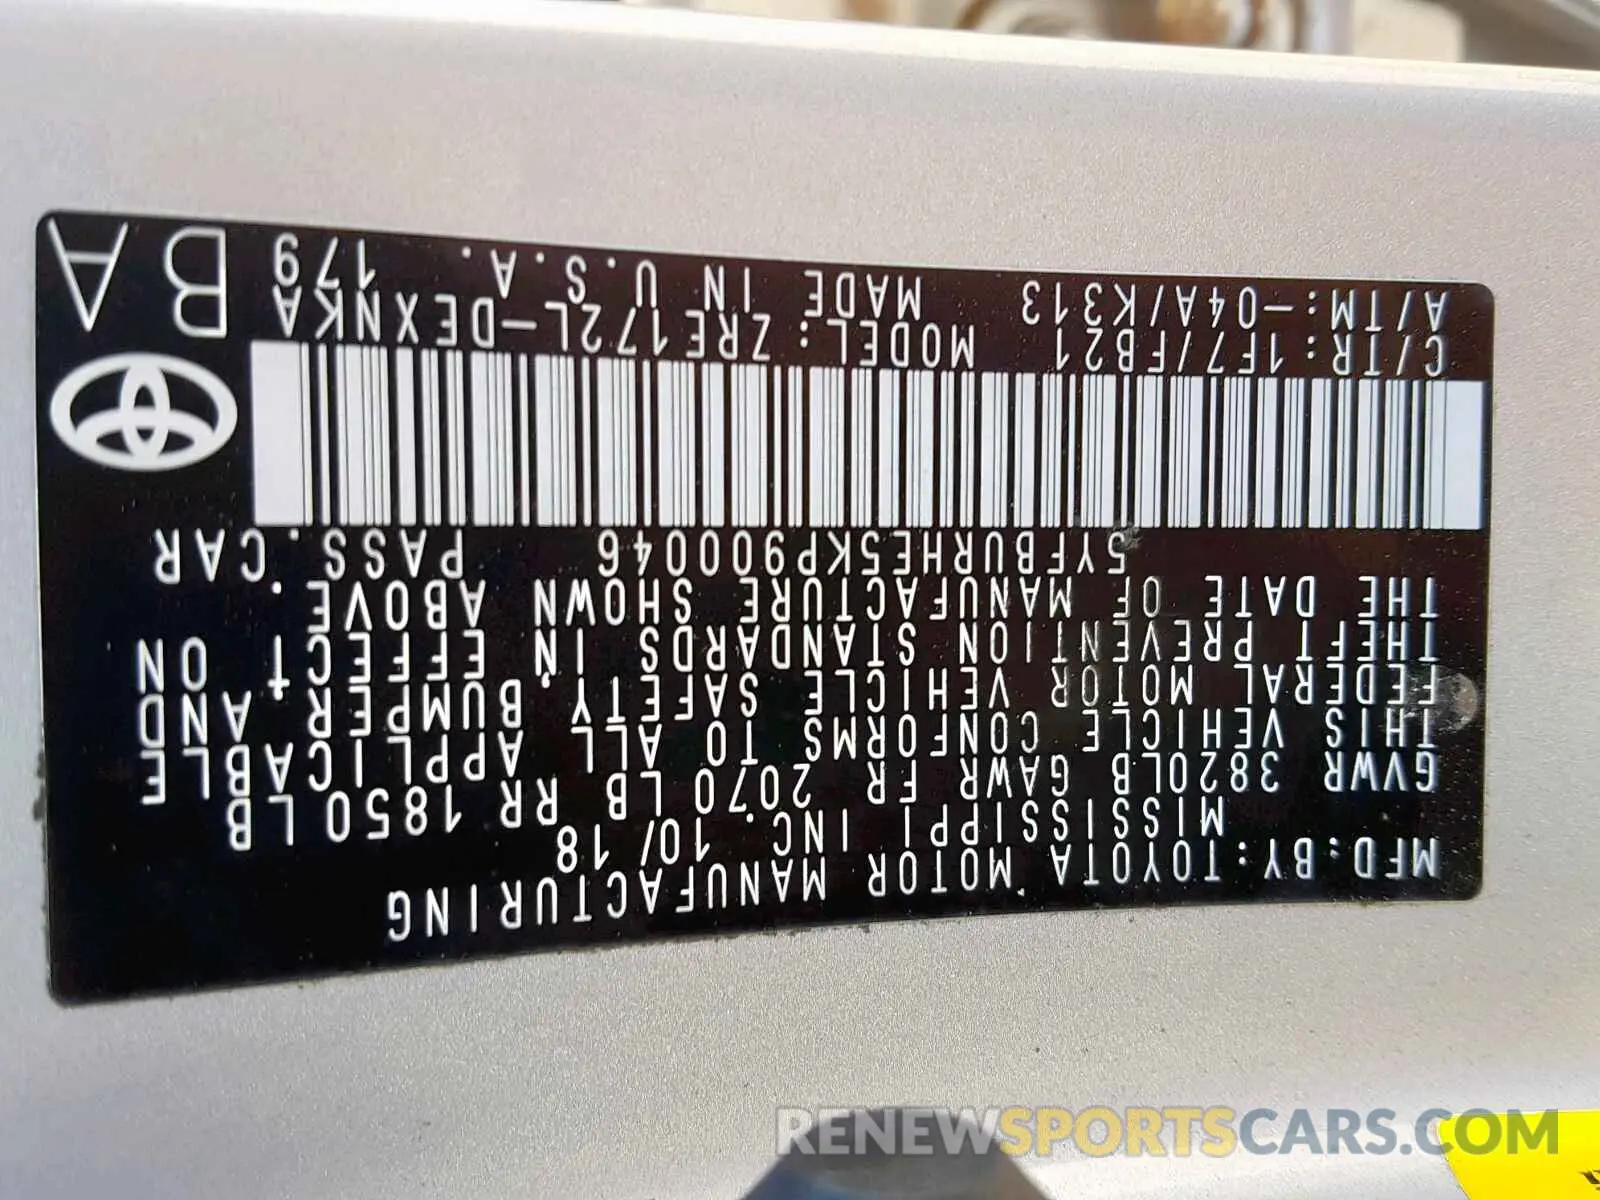 MFD. BY: TOYOTA MOTOR MANUFACTURING
MISSISSIPPI INC. 10/18
GVWR 3820LB GAWR FR 2070LB RR 1850LB
THIS VEHICLE CONFORMS TO ALL APPLICABLE
FEDERAL MOTOR VEHICLE SAFETY, BUMPER, AND
THEFT PREVENTION STANDARDS IN EFFECT ON
THE DATE OF MANUFACTURE SHOWN ABOVE.
5YFBURHE5KP900046 PASS.CAR
C/TR:1F7/FB21 MODEL:ZRE172L-DEXNKA
A/TM:-04A/K313 MADE IN U.S.A. 179
BA
RENEWSPORTSCARS.COM